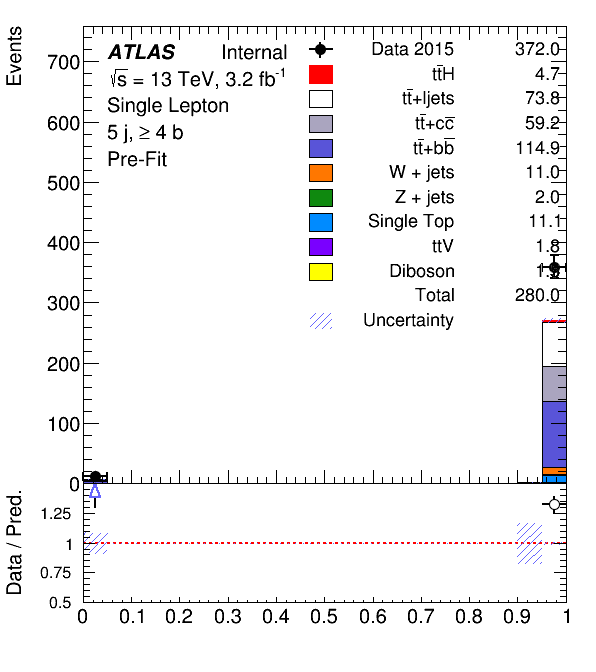 Events
ATLAS Internal
√s = 13 TeV, 3.2 fb-1
Single Lepton
5 j, ≥ 4 b
Pre-Fit
Data 2015 372.0
tt̄H 4.7
tt̄+ljets 73.8
tt̄+cc̄ 59.2
tt̄+bb̄ 114.9
W + jets 11.0
Z + jets 2.0
Single Top 11.1
ttV 1.8
Diboson
Total 280.0
Uncertainty
700
600
500
400
300
200
100
0
Data / Pred.
1.25
1
0.75
0.5
0 0.1 0.2 0.3 0.4 0.5 0.6 0.7 0.8 0.9 1